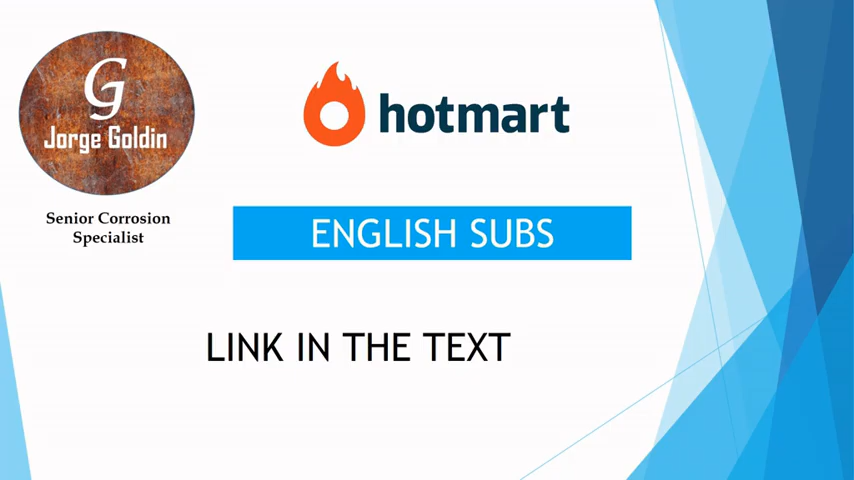 G
Jorge Goldin
Senior Corrosion
Specialist
hotmart
ENGLISH SUBS
LINK IN THE TEXT